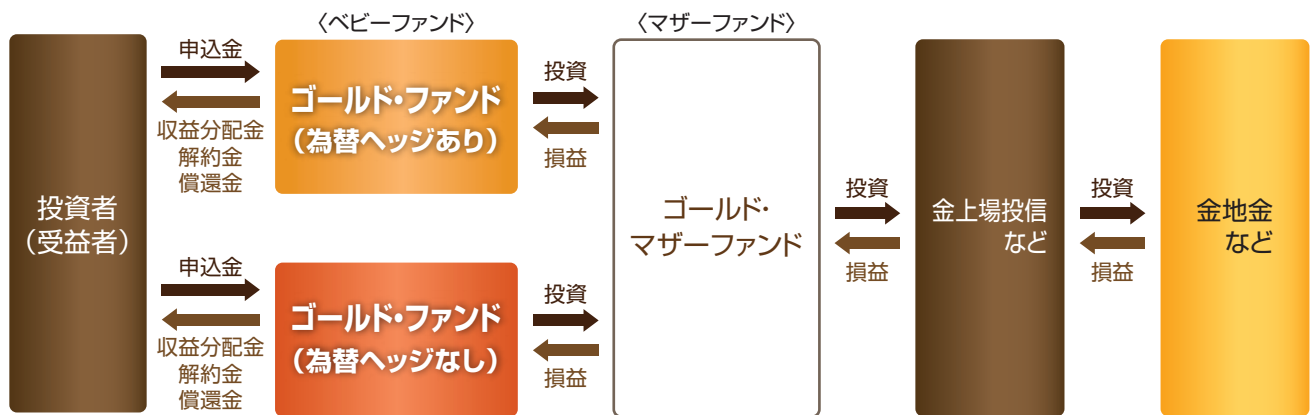 〈ベビーファンド〉
〈マザーファンド〉
投資者
（受益者）
申込金
収益分配金
解約金
償還金
ゴールド・ファンド
（為替ヘッジあり）
投資
損益
申込金
収益分配金
解約金
償還金
ゴールド・ファンド
（為替ヘッジなし）
投資
損益
ゴールド・
マザーファンド
投資
損益
金上場投信
など
投資
損益
金地金
など